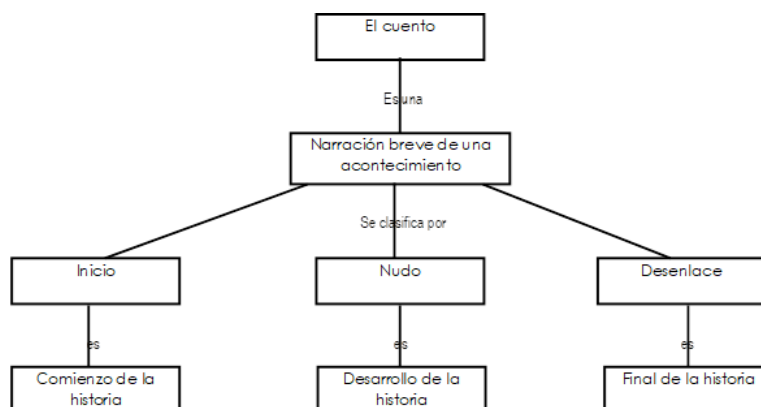 El cuento
Es una
Narración breve de una
acontecimiento
Se clasifica por
Inicio
Nudo
Desenlace
es
es
es
Comienzo de la
historia
Desarrollo de la
historia
Final de la historia